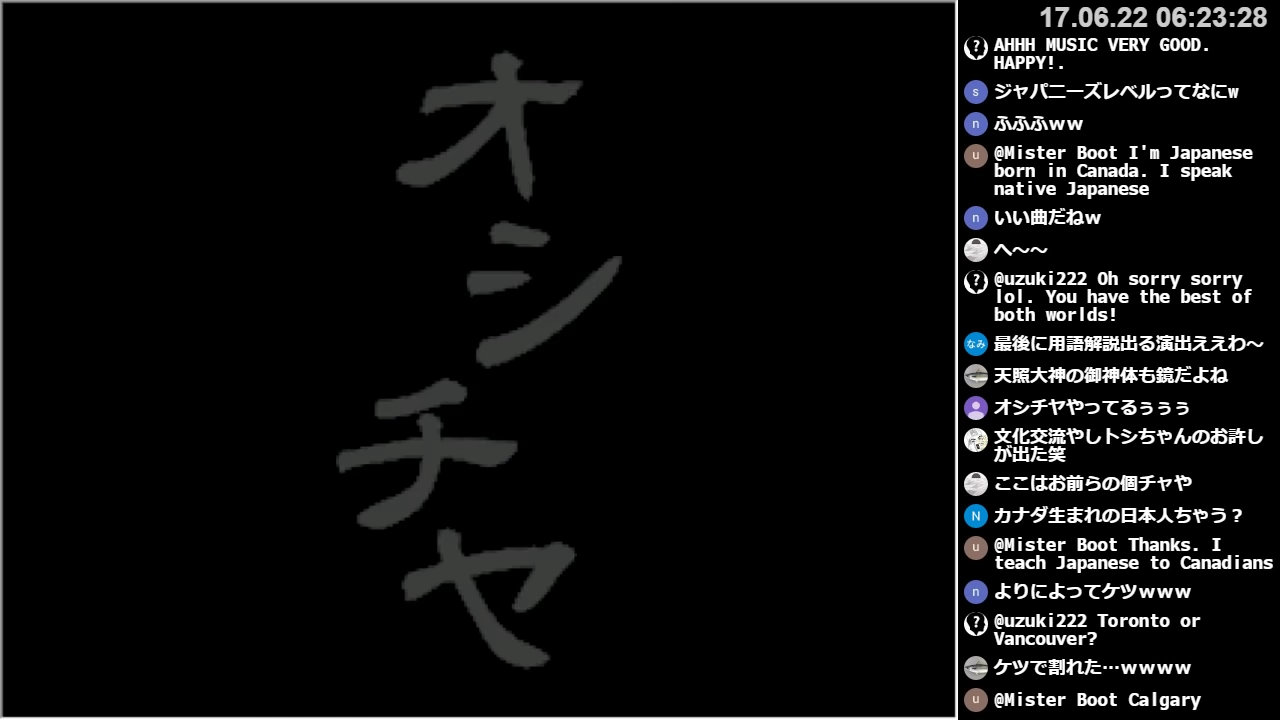 オシチヤ
17.06.22 06:23:28
?
AHHH MUSIC VERY GOOD.
HAPPY!.
s
ジャパニーズレベルってなにw
n
ふふふww
u
@Mister Boot I'm Japanese
born in Canada. I speak
native Japanese
n
いい曲だねw
へ～～
?
@uzuki222 Oh sorry sorry
lol. You have the best of
both worlds!
なみ
最後に用語解説出る演出ええわ～
天照大神の御神体も鏡だよね
オシチヤやってるぅぅぅ
文化交流やしトシちゃんのお許し
が出た笑
ここはお前らの個チャや
N
カナダ生まれの日本人ちゃう？
u
@Mister Boot Thanks. I
teach Japanese to Canadians
n
よりによってケツwww
?
@uzuki222 Toronto or
Vancouver?
ケツで割れた…wwww
u
@Mister Boot Calgary